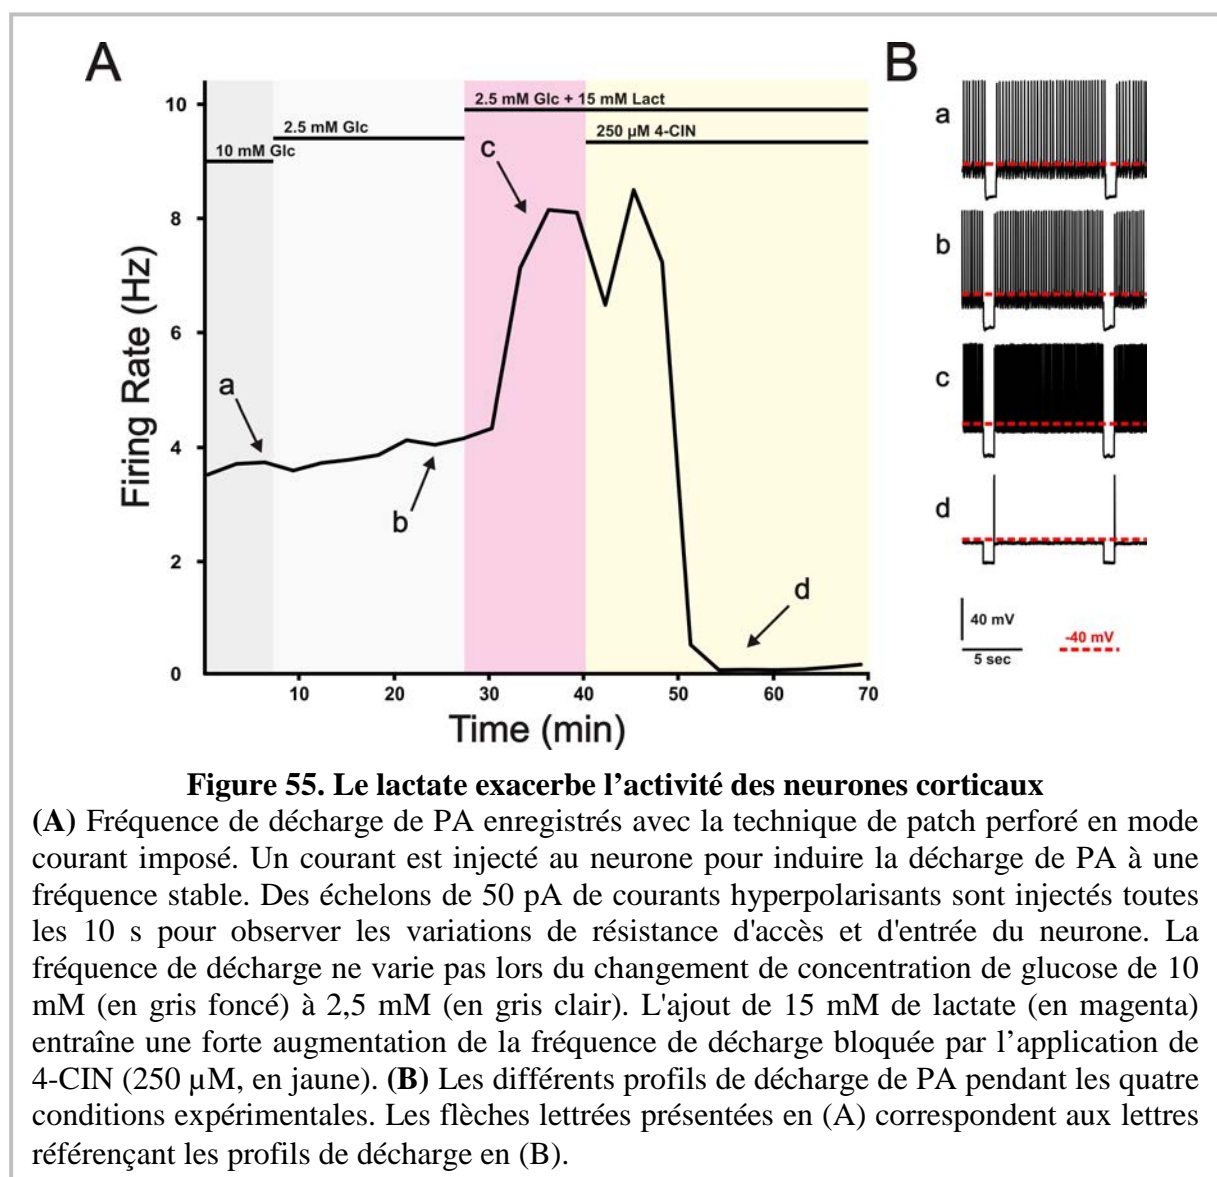 A
B
10
8
6
4
2
0
Firing Rate (Hz)
10 mM Glc
2.5 mM Glc
2.5 mM Glc + 15 mM Lact
250 µM 4-CIN
a
b
c
d
10 20 30 40 50 60 70
Time (min)
a
b
c
d
40 mV
5 sec
-40 mV
Figure 55. Le lactate exacerbe l’activité des neurones corticaux
(A) Fréquence de décharge de PA enregistrés avec la technique de patch perforé en mode
courant imposé. Un courant est injecté au neurone pour induire la décharge de PA à une
fréquence stable. Des échelons de 50 pA de courants hyperpolarisants sont injectés toutes
les 10 s pour observer les variations de résistance d'accès et d'entrée du neurone. La
fréquence de décharge ne varie pas lors du changement de concentration de glucose de 10
mM (en gris foncé) à 2,5 mM (en gris clair). L'ajout de 15 mM de lactate (en magenta)
entraîne une forte augmentation de la fréquence de décharge bloquée par l’application de
4-CIN (250 µM, en jaune). (B) Les différents profils de décharge de PA pendant les quatre
conditions expérimentales. Les flèches lettrées présentées en (A) correspondent aux lettres
référençant les profils de décharge en (B).